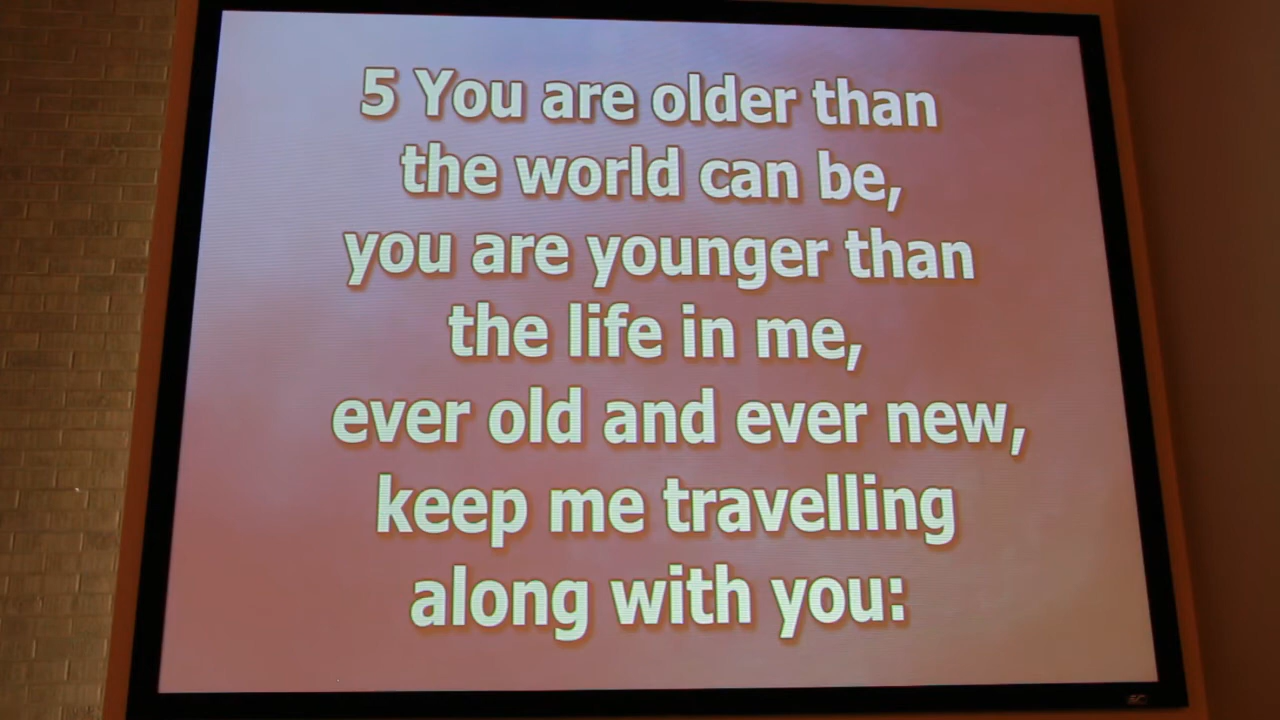 5 You are older than
the world can be,
you are younger than
the life in me,
ever old and ever new,
keep me travelling
along with you: